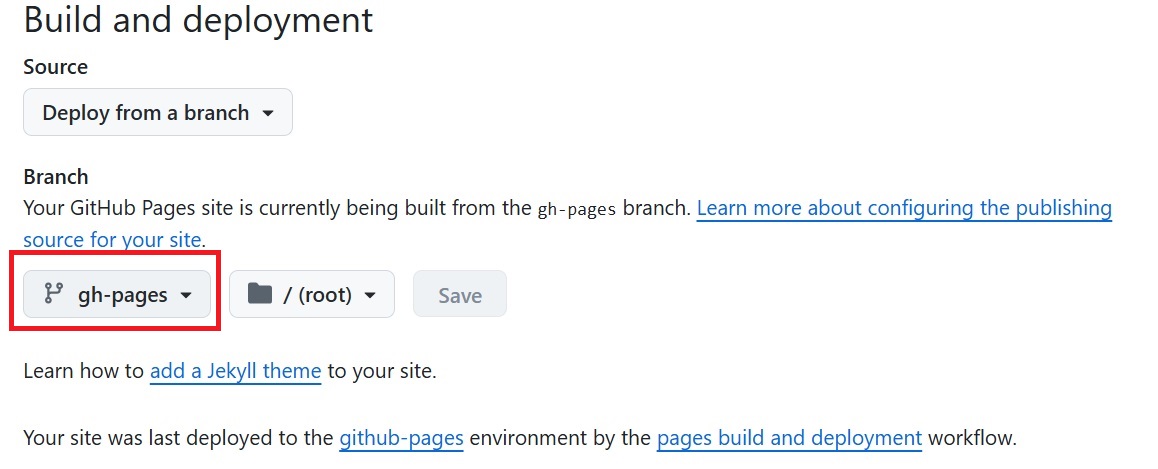 Build and deployment
Source
Deploy from a branch
Branch
Your GitHub Pages site is currently being built from the gh-pages branch. Learn more about configuring the publishing
source for your site.
gh-pages / (root) Save
Learn how to add a Jekyll theme to your site.
Your site was last deployed to the github-pages environment by the pages build and deployment workflow.